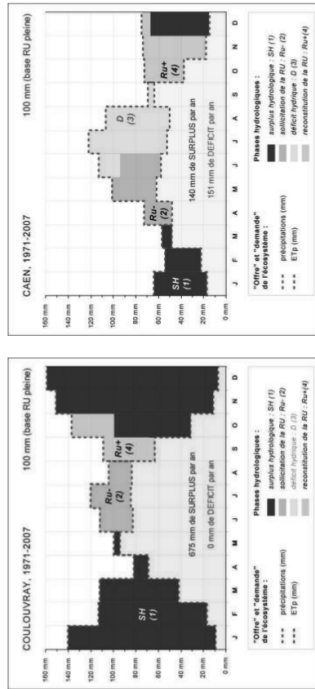 CAEN, 1971-2007
100 mm (base RU pleine)
160 mm
140 mm
120 mm
100 mm
80 mm
60 mm
40 mm
20 mm
0 mm
SH
(1)
Ru-
(2)
D
(3)
Ru+
(4)
140 mm de SURPLUS par an
151 mm de DEFICIT par an
J F M A M J J A S O N D
"Offre" et "demande"
de l'écosystème :
précipitations (mm)
ETp (mm)
Phases hydrologiques :
surplus hydrologique : SH (1)
sollicitation de la RU : Ru- (2)
déficit hydrique : D (3)
reconstitution de la RU : Ru+(4)
COULOUVRAY, 1971-2007
100 mm (base RU pleine)
160 mm
140 mm
120 mm
100 mm
80 mm
60 mm
40 mm
20 mm
0 mm
SH
(1)
Ru-
(2)
Ru+
(4)
675 mm de SURPLUS par an
0 mm de DEFICIT par an
J F M A M J J A S O N D
"Offre" et "demande"
de l'écosystème :
précipitations (mm)
ETp (mm)
Phases hydrologiques :
surplus hydrologique : SH (1)
sollicitation de la RU : Ru- (2)
déficit hydrique : D (3)
reconstitution de la RU : Ru+(4)